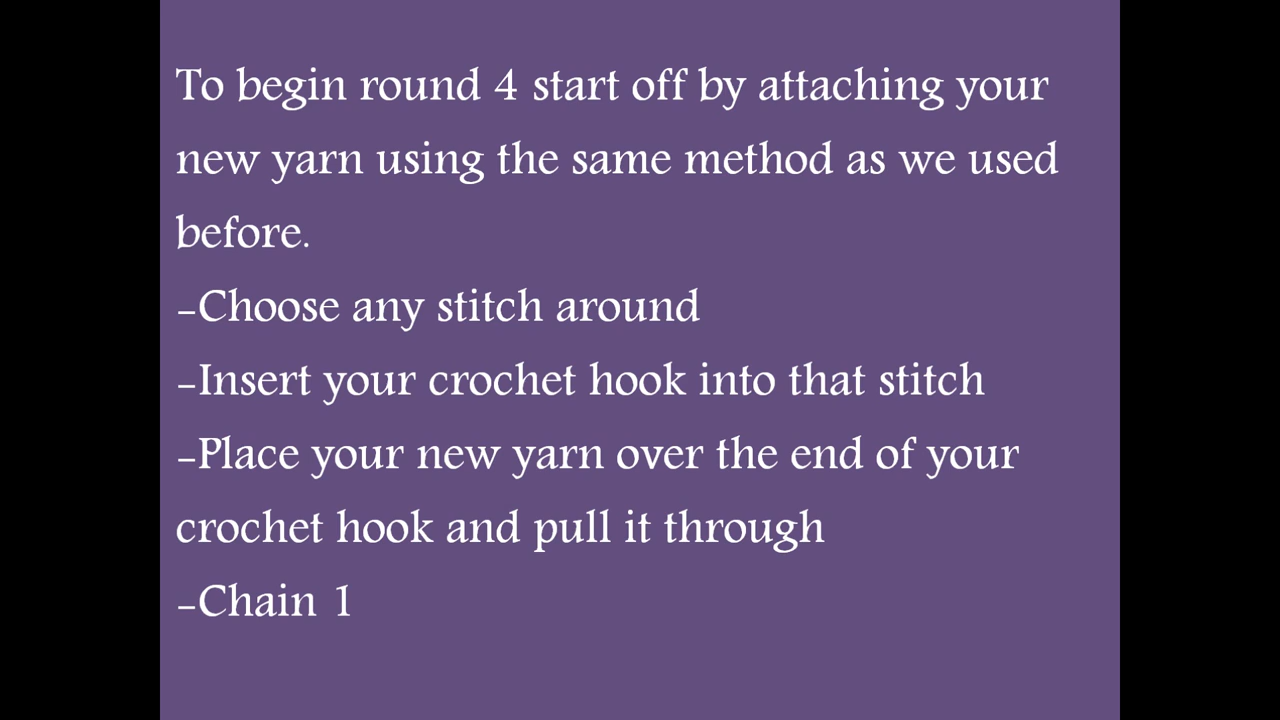 To begin round 4 start off by attaching your
new yarn using the same method as we used
before.
-Choose any stitch around
-Insert your crochet hook into that stitch
-Place your new yarn over the end of your
crochet hook and pull it through
-Chain 1